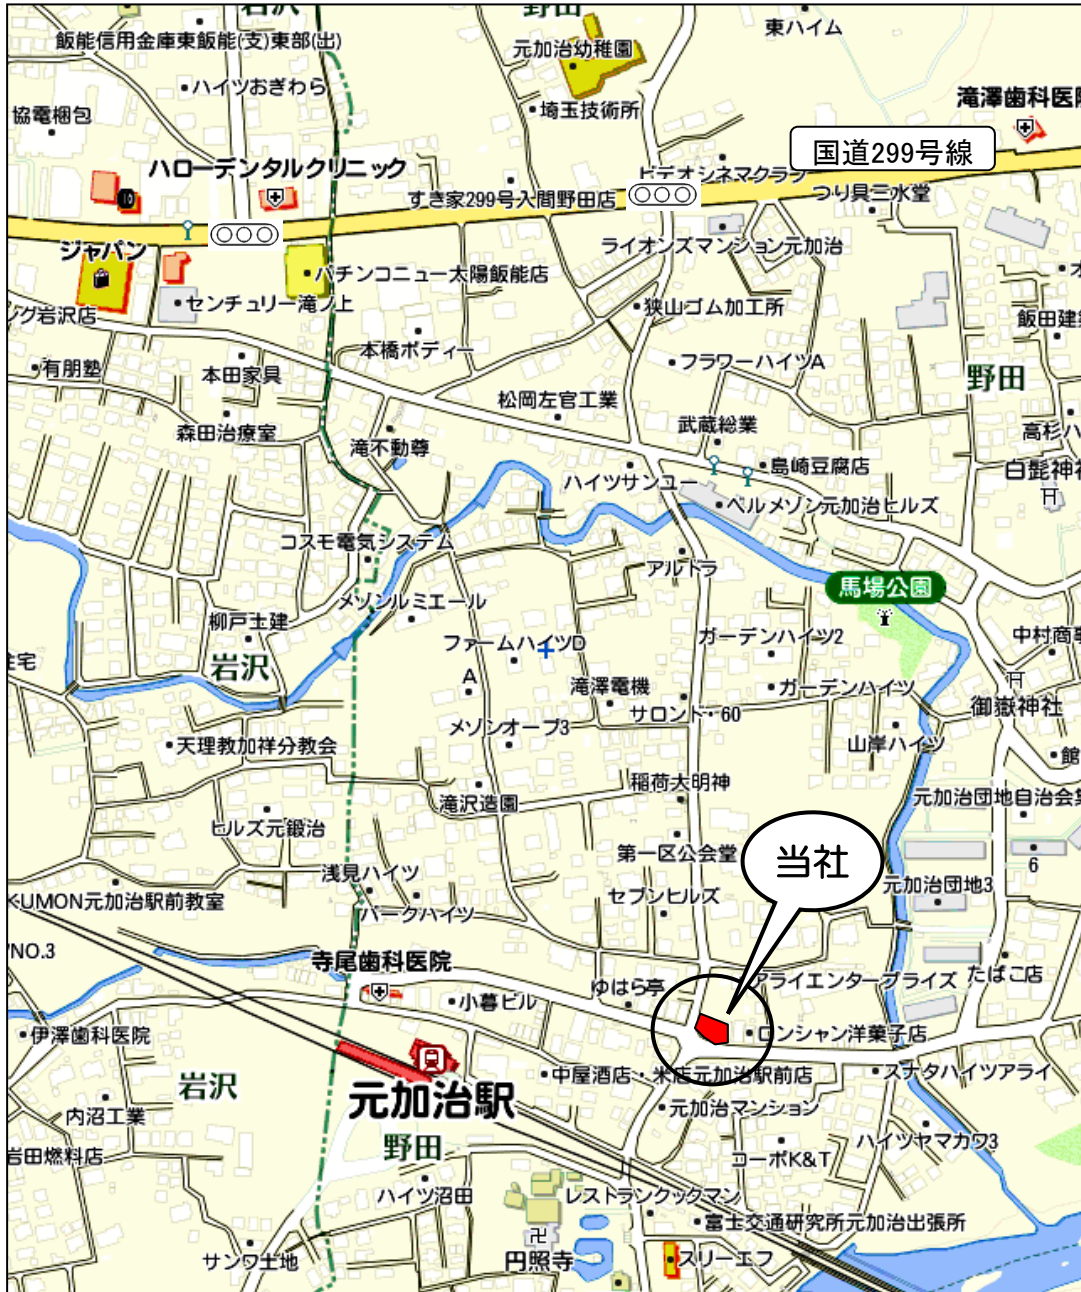 岩沢
野田
東ハイム
飯能信用金庫東飯能(支)東部(出)
元加治幼稚園
ハイツおぎわら
滝澤歯科医院
協電梱包
埼玉技術所
国道299号線
ハローデンタルクリニック
ビデオシネマクラブ
すき家299号入間野田店
つり具三水堂
ジャパン
ライオンズマンション元加治
パチンコニュー太陽飯能店
センチュリー滝ノ上
狭山ゴム加工所
ング岩沢店
飯田建
本橋ボディー
有朋塾
本田家具
フラワーハイツA
野田
松岡左官工業
森田治療室
武蔵総業
高杉ハ
滝不動尊
島崎豆腐店
白髭神社
ハイツサンユー
ベルメゾン元加治ヒルズ
コスモ電気システム
アルトラ
馬場公園
メゾンルミエール
柳戸土建
ファームハイツD
ガーデンハイツ2
中村商事
住宅
岩沢
A
滝澤電機
ガーデンハイツ
サロンド・60
御嶽神社
メゾンオーブ3
天理教加祥分教会
山岸ハイツ
館
稲荷大明神
滝沢造園
元加治団地自治会集
ヒルズ元鍛治
第一区公会堂
当社
6
浅見ハイツ
元加治団地3
KUMON元加治駅前教室
セブンヒルズ
パークハイツ
NO.3
寺尾歯科医院
アライエンタープライズ
たばこ店
ゆはら亭
小暮ビル
伊澤歯科医院
ロンシャン洋菓子店
岩沢
中屋酒店・米店元加治駅前店
スナタハイツアライ
元加治駅
元加治マンション
内沼工業
野田
ハイツヤマカワ3
岩田燃料店
コーポK&T
ハイツ沼田
レストランクックマン
富士交通研究所元加治出張所
サンワ土地
円照寺
スリーエフ